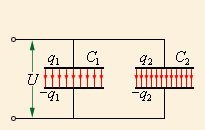 q₁ C₁ q₂ C₂
U
−q₁ −q₂